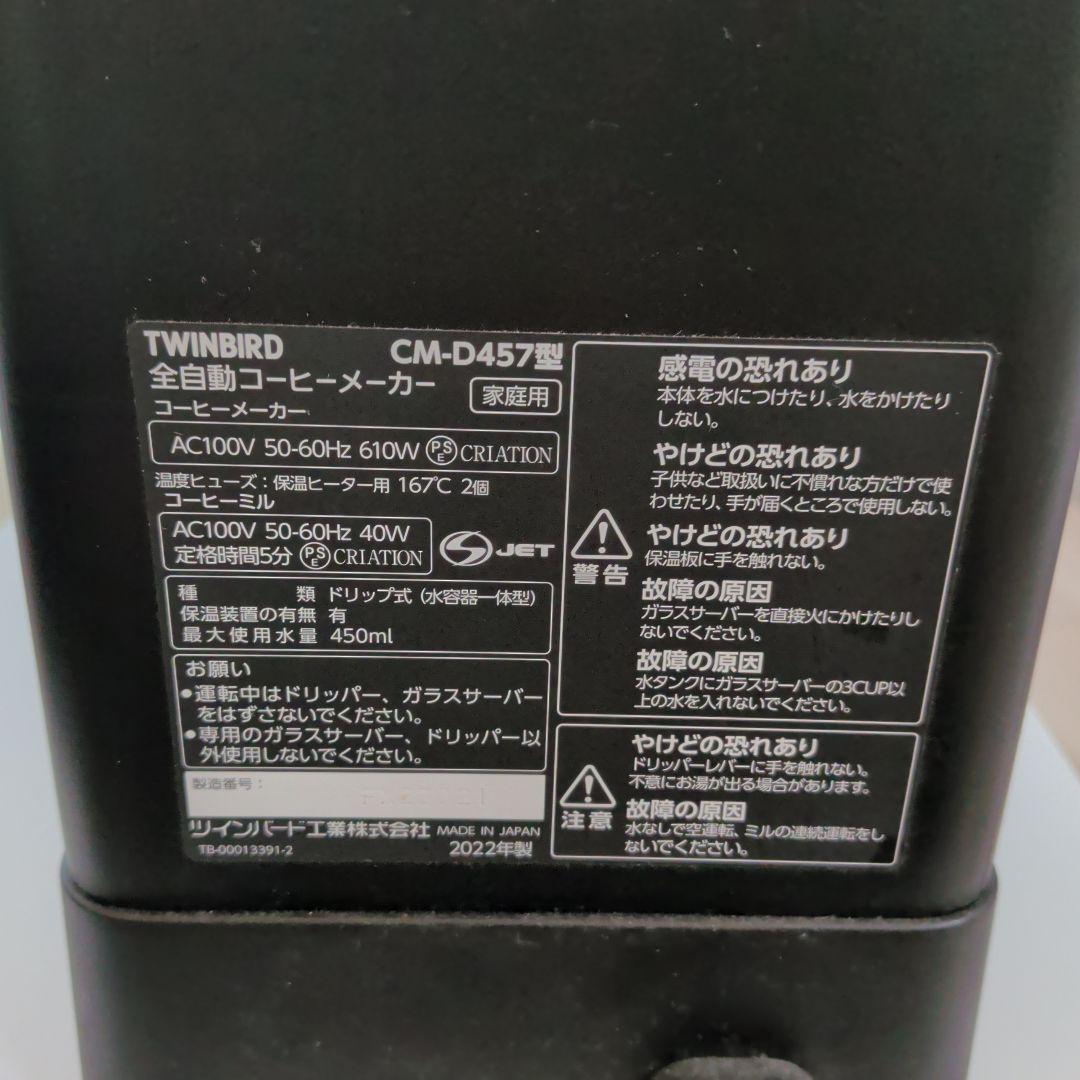 TWINBIRD CM-D457型
全自動コーヒーメーカー 家庭用
コーヒーメーカー
AC100V 50-60Hz 610W PSE CRIATION
温度ヒューズ：保温ヒーター用 167℃ 2個
コーヒーミル
AC100V 50-60Hz 40W
定格時間5分 PSE CRIATION
JET
種類 ドリップ式（水容器一体型）
保温装置の有無 有
最大使用水量 450ml
お願い
●運転中はドリッパー、ガラスサーバー
をはずさないでください。
●専用のガラスサーバー、ドリッパー以
外使用しないでください。
製造番号：
ツインバード工業株式会社 MADE IN JAPAN
TB-00013391-2 2022年製
警告
感電の恐れあり
本体を水につけたり、水をかけたり
しない。
やけどの恐れあり
子供など取扱いに不慣れな方だけで使
わせたり、手が届くところで使用しない。
やけどの恐れあり
保温板に手を触れない。
故障の原因
ガラスサーバーを直接火にかけたりし
ないでください。
故障の原因
水タンクにガラスサーバーの3CUP以
上の水を入れないでください。
注意
やけどの恐れあり
ドリッパーレバーに手を触れない。
不意にお湯が出る場合があります。
故障の原因
水なしで空運転、ミルの連続運転をし
ないでください。